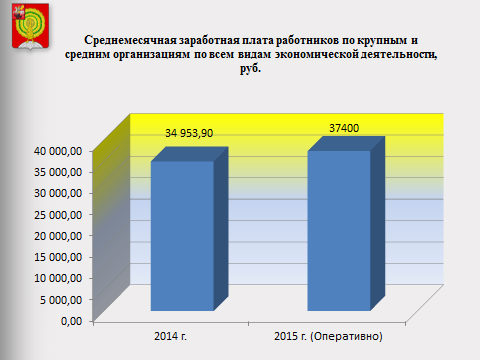 Среднемесячная заработная плата работников по крупным и
средним организациям по всем видам экономической деятельности,
руб.
34 953,90
37400
40 000,00
35 000,00
30 000,00
25 000,00
20 000,00
15 000,00
10 000,00
5 000,00
0,00
2014 г.
2015 г. (Оперативно)